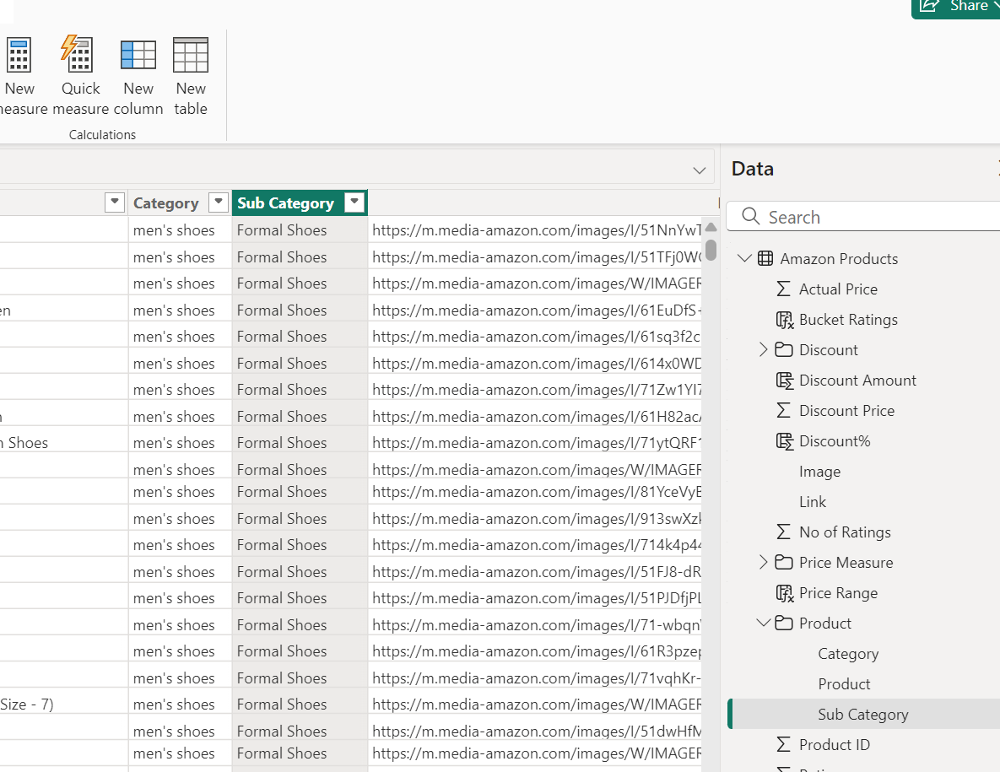 Share
New Quick New New
measure measure column table
Calculations
Data
Category Sub Category
Search
men's shoes Formal Shoes https://m.media-amazon.com/images/I/51NnYwT
men's shoes Formal Shoes https://m.media-amazon.com/images/I/51TFj0W
men's shoes Formal Shoes https://m.media-amazon.com/images/W/IMAGER
en men's shoes Formal Shoes https://m.media-amazon.com/images/I/61EuDfS-
men's shoes Formal Shoes https://m.media-amazon.com/images/I/61sq3f2c
men's shoes Formal Shoes https://m.media-amazon.com/images/I/614x0WD
men's shoes Formal Shoes https://m.media-amazon.com/images/I/71Zw1YI7
n men's shoes Formal Shoes https://m.media-amazon.com/images/I/61H82ac
n Shoes men's shoes Formal Shoes https://m.media-amazon.com/images/I/71ytQRF1
men's shoes Formal Shoes https://m.media-amazon.com/images/W/IMAGER
men's shoes Formal Shoes https://m.media-amazon.com/images/I/81YceVyB
men's shoes Formal Shoes https://m.media-amazon.com/images/I/913swXzk
men's shoes Formal Shoes https://m.media-amazon.com/images/I/714k4p44
men's shoes Formal Shoes https://m.media-amazon.com/images/I/51FJ8-dR
men's shoes Formal Shoes https://m.media-amazon.com/images/I/51PJDfjPL
men's shoes Formal Shoes https://m.media-amazon.com/images/I/71-wbqn
men's shoes Formal Shoes https://m.media-amazon.com/images/I/61R3pzep
men's shoes Formal Shoes https://m.media-amazon.com/images/I/71vqhKr-
Size - 7) men's shoes Formal Shoes https://m.media-amazon.com/images/W/IMAGER
men's shoes Formal Shoes https://m.media-amazon.com/images/I/51dwHfM
men's shoes Formal Shoes https://m.media-amazon.com/images/W/IMAGER
Amazon Products
Actual Price
Bucket Ratings
Discount
Discount Amount
Discount Price
Discount%
Image
Link
No of Ratings
Price Measure
Price Range
Product
Category
Product
Sub Category
Product ID